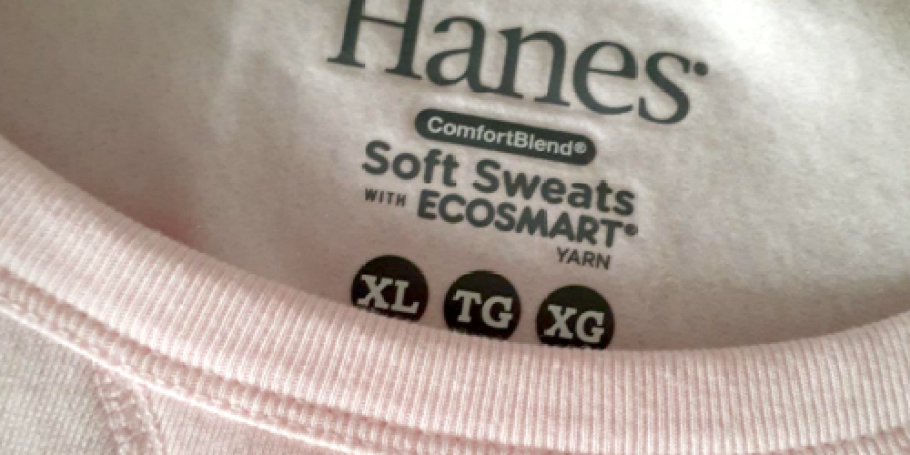 Hanes®
ComfortBlend®
Soft Sweats
WITH ECOSMART®
YARN
XL TG XG